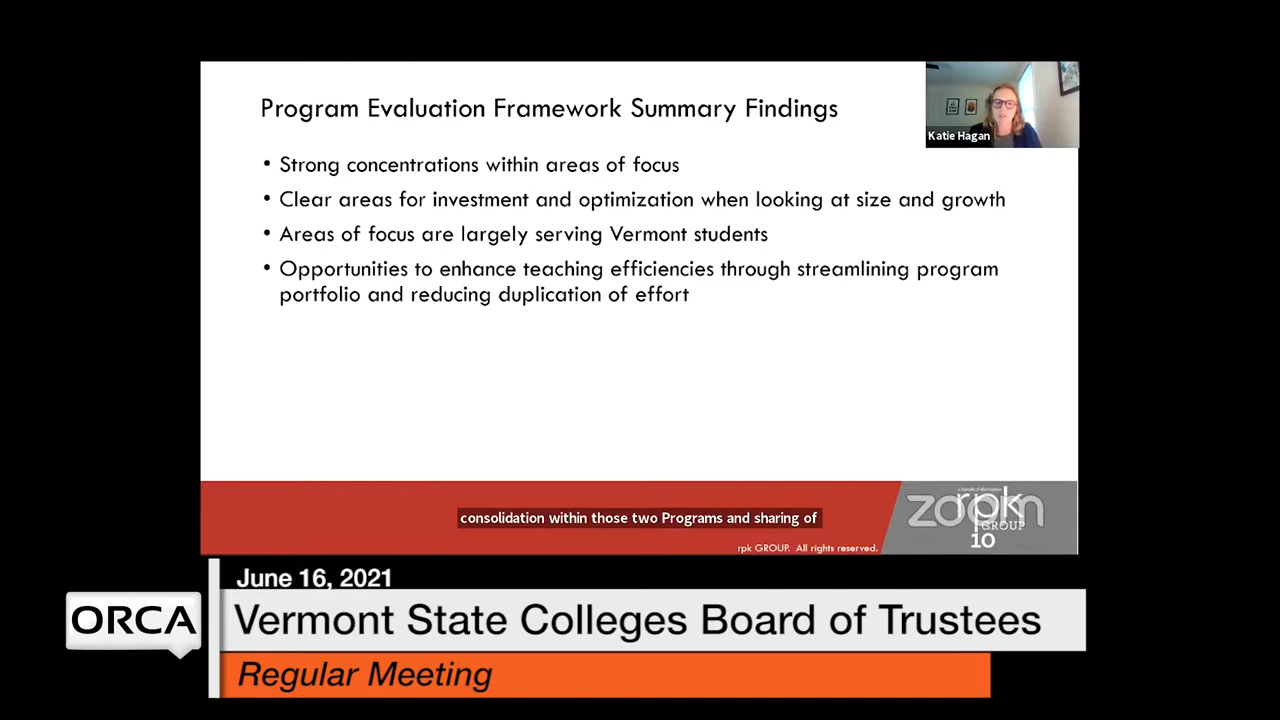 Program Evaluation Framework Summary Findings
Katie Hagan
• Strong concentrations within areas of focus
• Clear areas for investment and optimization when looking at size and growth
• Areas of focus are largely serving Vermont students
• Opportunities to enhance teaching efficiencies through streamlining program
portfolio and reducing duplication of effort
consolidation within those two Programs and sharing of
zoom
rpk
GROUP
10
rpk GROUP. All rights reserved.
June 16, 2021
ORCA
Vermont State Colleges Board of Trustees
Regular Meeting